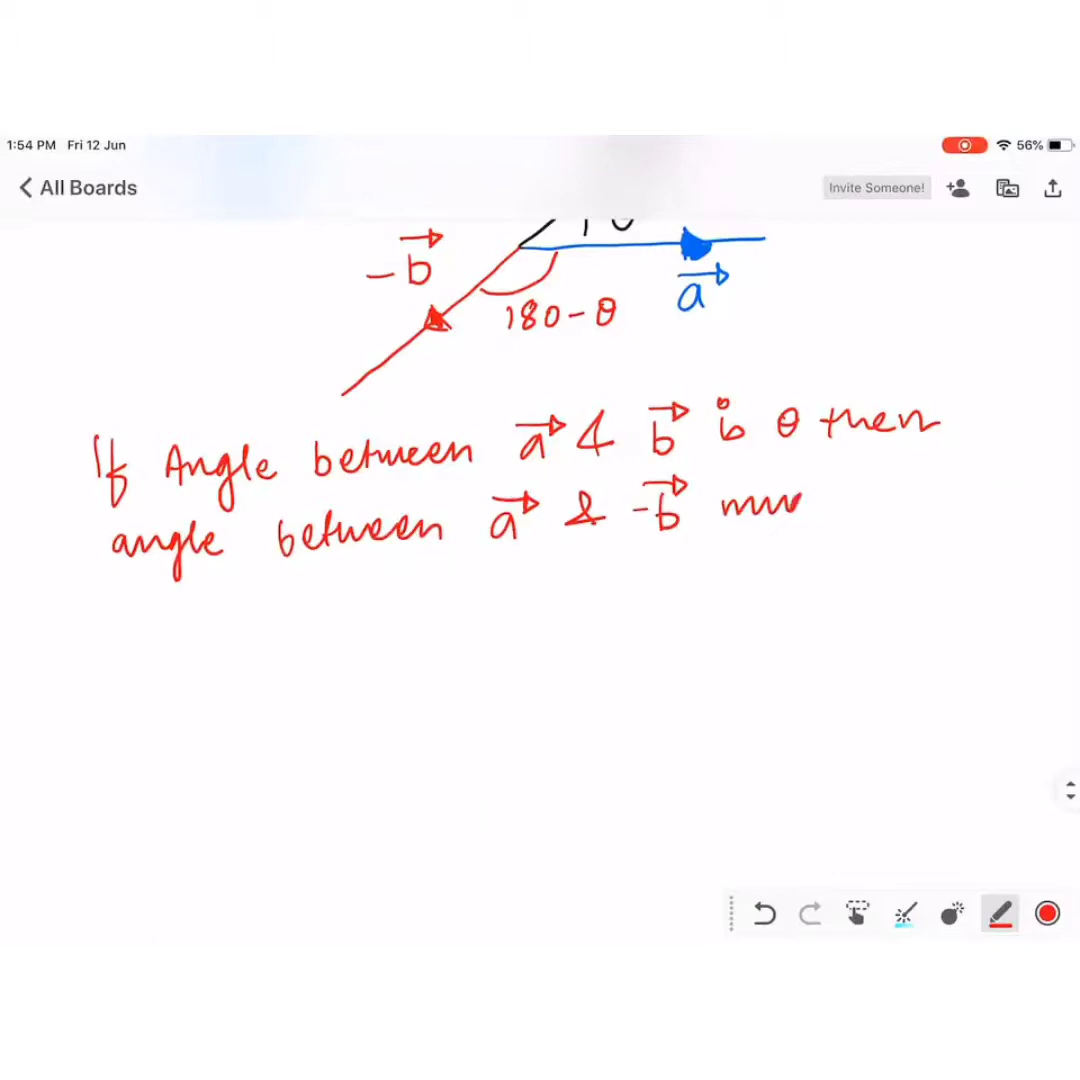 1:54 PM Fri 12 Jun
56%
All Boards
Invite Someone!
θ
-b
a
180-θ
If Angle between a & b is θ then
angle between a & -b mus